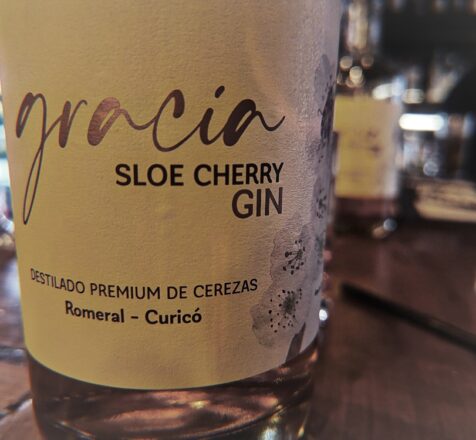 gracia
SLOE CHERRY
GIN
DESTILADO PREMIUM DE CEREZAS
Romeral - Curicó